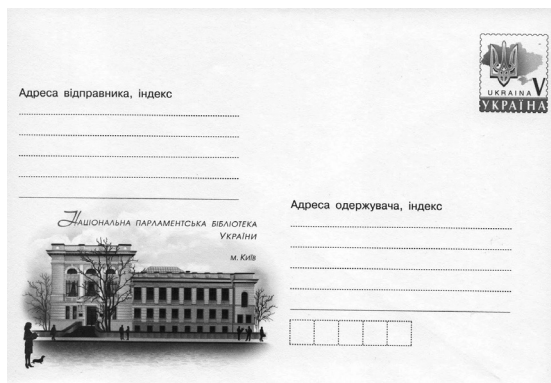 UKRAINA V
УКРАЇНА
Адреса відправника, індекс
НАЦІОНАЛЬНА ПАРЛАМЕНТСЬКА БІБЛІОТЕКА
УКРАЇНИ
м. Київ
Адреса одержувача, індекс